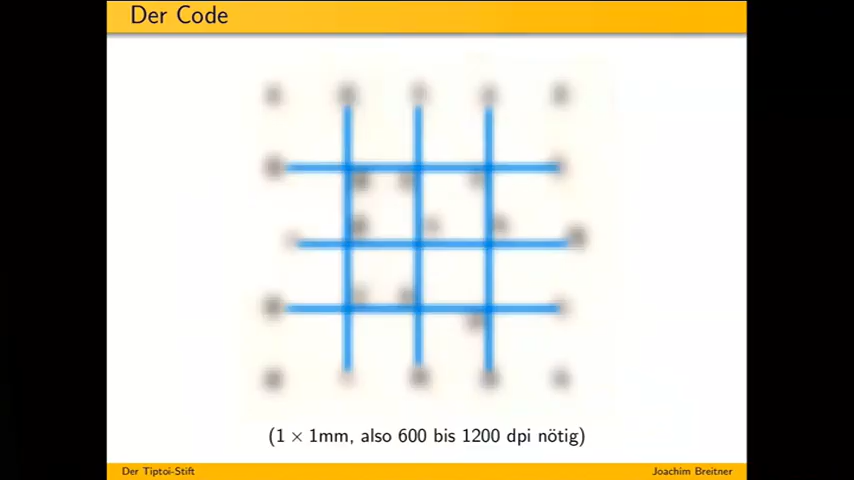 Der Code
(1 × 1mm, also 600 bis 1200 dpi nötig)
Der Tiptoi-Stift
Joachim Breitner